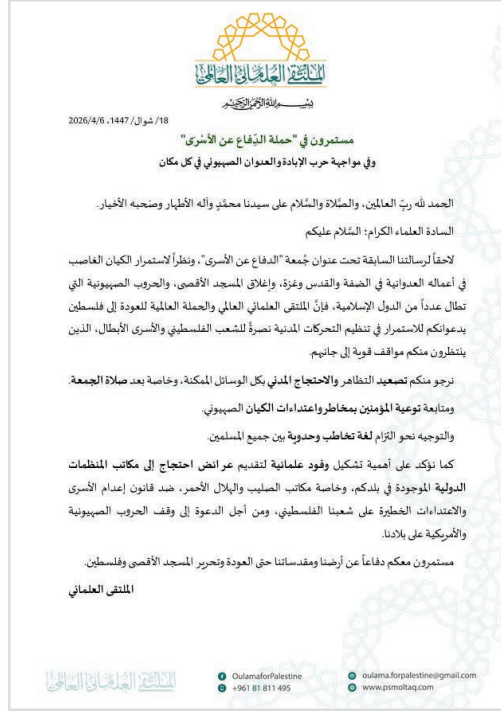 الملتقى العلمائي العالمي
بسم الله الرحمن الرحيم
18/ شوال/ 1447، 2026/4/6
مستمرون في "حملة الدِّفاع عن الأسْرى"
وفي مواجهة حرب الإبادة والعدوان الصهيوني في كل مكان
الحمد لله ربّ العالمين، والصَّلاة والسَّلام على سيدنا محمَّدٍ وآله الأطهار وصَحبه الأخيار.
السادة العلماء الكرام؛ السَّلام عليكم
لاحقاً لرسالتنا السابقة تحت عنوان جُمعة "الدفاع عن الأسرى"، ونظراً لاستمرار الكيان الغاصب
في أعماله العدوانية في الضفة والقدس وغزة، وإغلاق المسجد الأقصى، والحروب الصهيونية التي
تطال عدداً من الدول الإسلامية، فإنَّ الملتقى العلمائي العالمي والحملة العالمية للعودة إلى فلسطين
يدعوانكم للاستمرار في تنظيم التحركات المدنية نصرةً للشعب الفلسطيني والأسرى الأبطال، الذين
ينتظرون منكم مواقف قوية إلى جانبهم.
نرجو منكم تصعيد التظاهر والاحتجاج المدني بكل الوسائل الممكنة، وخاصة بعد صلاة الجمعة.
ومتابعة توعية المؤمنين بمخاطر واعتداءات الكيان الصهيوني.
والتوجيه نحو التزام لغة تخاطب وحدوية بين جميع المسلمين.
كما نؤكد على أهمية تشكيل وفود علمائية لتقديم عرائض احتجاج إلى مكاتب المنظمات
الدولية الموجودة في بلدكم، وخاصة مكاتب الصليب والهلال الأحمر، ضد قانون إعدام الأسرى
والاعتداءات الخطيرة على شعبنا الفلسطيني، ومن أجل الدعوة إلى وقف الحروب الصهيونية
والأمريكية على بلادنا.
مستمرون معكم دفاعاً عن أرضنا ومقدساتنا حتى العودة وتحرير المسجد الأقصى وفلسطين.
الملتقى العلمائي
الملتقى العلمائي العالمي
OulamaforPalestine
+961 81 811 495
oulama.forpalestine@gmail.com
www.psmoltaq.com